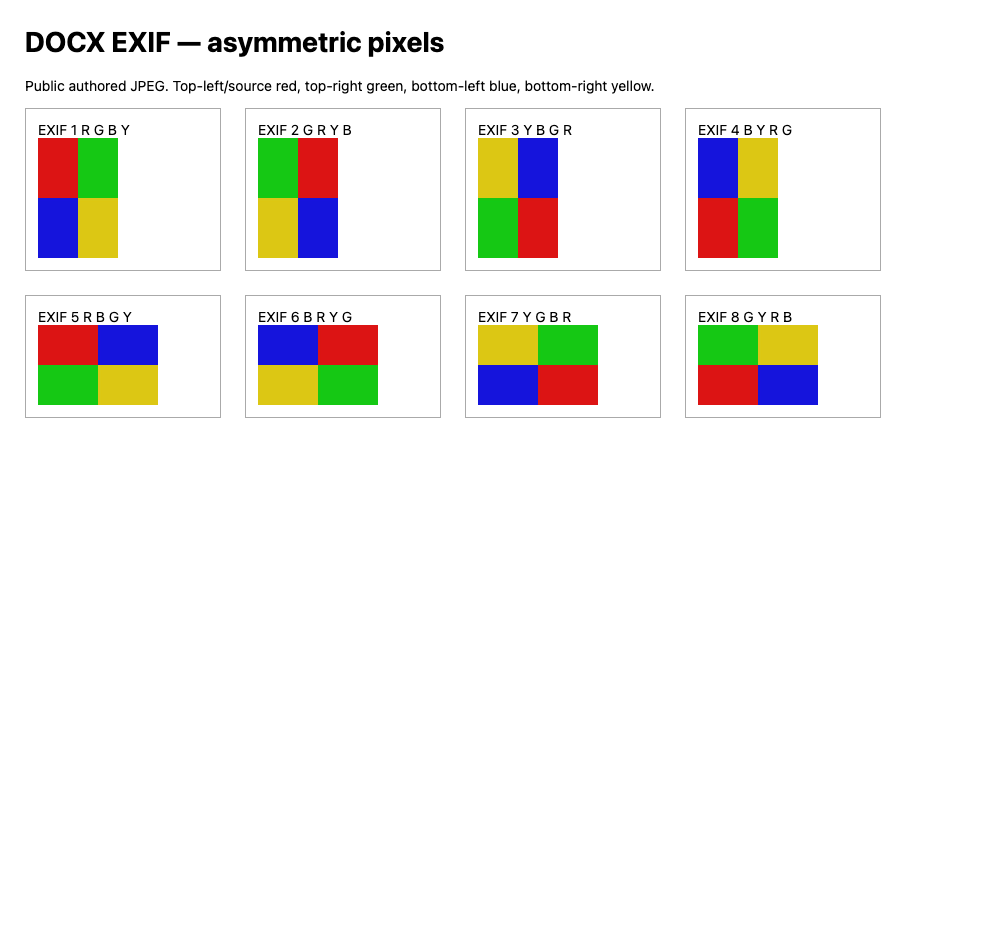 DOCX EXIF — asymmetric pixels
Public authored JPEG. Top-left/source red, top-right green, bottom-left blue, bottom-right yellow.
EXIF 1 R G B Y
EXIF 2 G R Y B
EXIF 3 Y B G R
EXIF 4 B Y R G
EXIF 5 R B G Y
EXIF 6 B R Y G
EXIF 7 Y G B R
EXIF 8 G Y R B